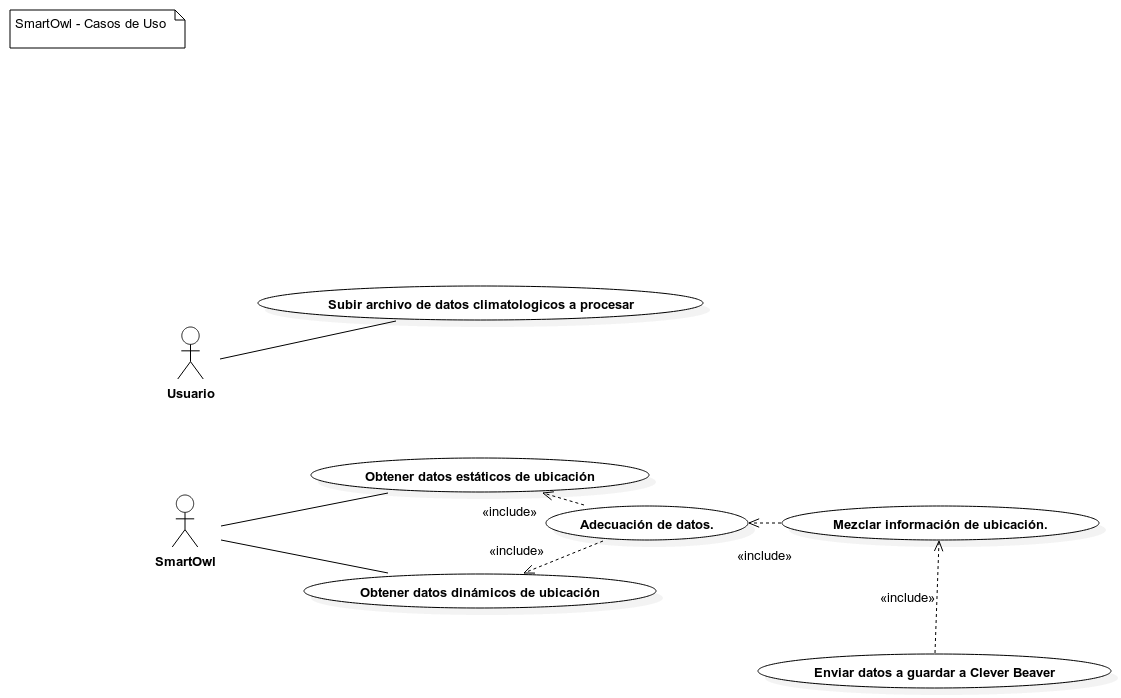 SmartOwl - Casos de Uso
Subir archivo de datos climatologicos a procesar
Usuario
Obtener datos estáticos de ubicación
«include»
Adecuación de datos.
Mezclar información de ubicación.
«include»
«include»
SmartOwl
Obtener datos dinámicos de ubicación
«include»
Enviar datos a guardar a Clever Beaver